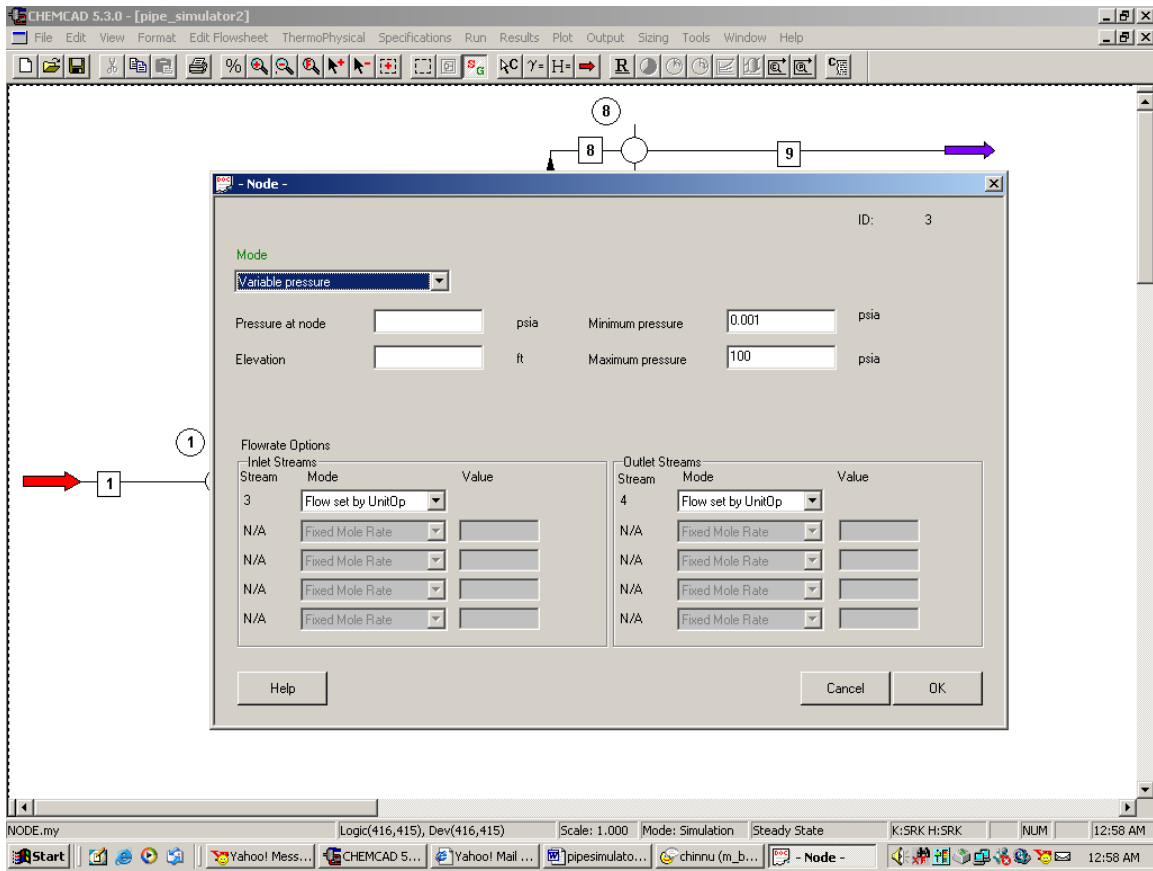 CHEMCAD 5.3.0 - [pipe_simulator2]
File Edit View Format Edit Flowsheet ThermoPhysical Specifications Run Results Plot Output Sizing Tools Window Help
% S G C γ= H= R C
8
8 9
- Node -
ID: 3
Mode
Variable pressure
Pressure at node psia Minimum pressure 0.001 psia
Elevation ft Maximum pressure 100 psia
1
1
Flowrate Options
Inlet Streams Outlet Streams
Stream Mode Value Stream Mode Value
3 Flow set by UnitOp 4 Flow set by UnitOp
N/A Fixed Mole Rate N/A Fixed Mole Rate
N/A Fixed Mole Rate N/A Fixed Mole Rate
N/A Fixed Mole Rate N/A Fixed Mole Rate
N/A Fixed Mole Rate N/A Fixed Mole Rate
Help Cancel OK
NODE.my Logic(416,415), Dev(416,415) Scale: 1.000 Mode: Simulation Steady State K:SRK H:SRK NUM 12:58 AM
Start Yahoo! Mess... CHEMCAD 5... Yahoo! Mail ... pipesimulato... chinnu (m_b... - Node - 12:58 AM